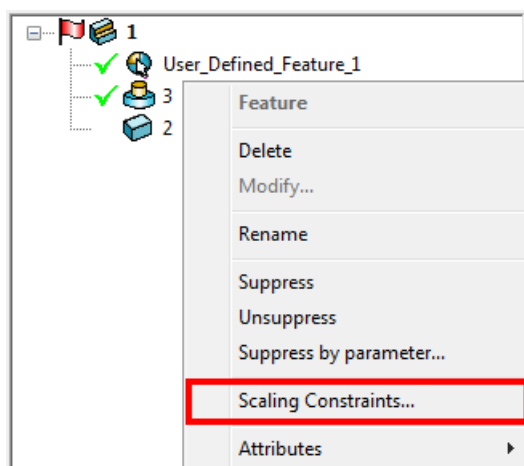 1
User_Defined_Feature_1
3
2
Feature
Delete
Modify...
Rename
Suppress
Unsuppress
Suppress by parameter...
Scaling Constraints...
Attributes